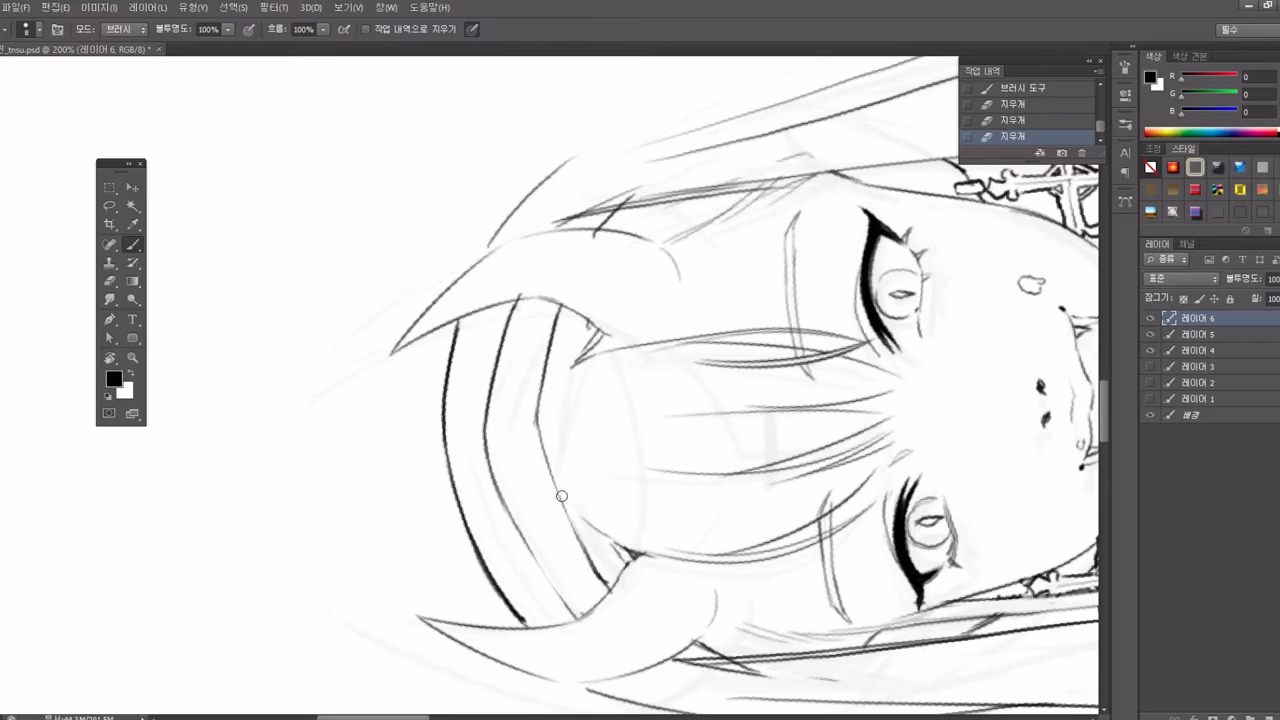 파일(F) 편집(E) 이미지(I) 레이어(L) 유형(Y) 선택(S) 필터(T) 3D(D) 보기(V) 창(W) 도움말(H)
8 모드: 브러시 불투명도: 100% 흐름: 100% 작업 내역으로 지우기 필수
_tnsu.psd @ 200% (레이어 6, RGB/8) * ×
작업 내역
브러시 도구
지우개
지우개
지우개
색상 색상 견본
R 0
G 0
B 0
조정 스타일
레이어 채널
종류
표준 불투명도: 100
잠그기: 칠: 100
레이어 6
레이어 5
레이어 4
레이어 3
레이어 2
레이어 1
배경